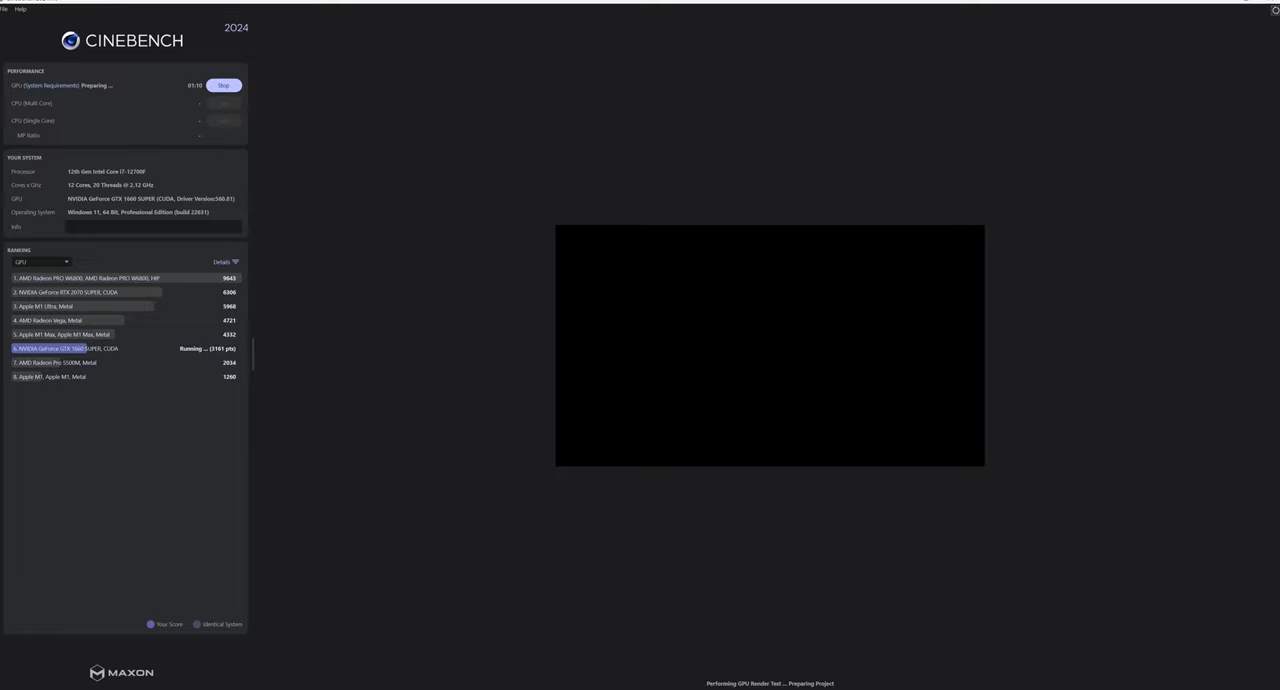 File Help
2024
CINEBENCH
PERFORMANCE
GPU (System Requirements) Preparing ... 01:10 Stop
CPU (Multi Core) -
CPU (Single Core) -
MP Ratio -
YOUR SYSTEM
Processor 12th Gen Intel Core i7-12700F
Cores x GHz 12 Cores, 20 Threads @ 2.12 GHz
GPU NVIDIA GeForce GTX 1660 SUPER (CUDA, Driver Version:560.81)
Operating System Windows 11, 64 Bit, Professional Edition (build 22631)
Info
RANKING
GPU Details
1. AMD Radeon PRO W6800, AMD Radeon PRO W6800, HIP 9643
2. NVIDIA GeForce RTX 2070 SUPER, CUDA 6306
3. Apple M1 Ultra, Metal 5968
4. AMD Radeon Vega, Metal 4721
5. Apple M1 Max, Apple M1 Max, Metal 4332
6. NVIDIA GeForce GTX 1660 SUPER, CUDA Running ... (3161 pts)
7. AMD Radeon Pro 5500M, Metal 2034
8. Apple M1, Apple M1, Metal 1260
Your Score Identical System
MAXON
Performing GPU Render Test ... Preparing Project